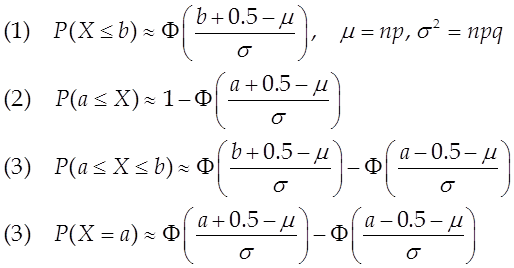 (1) P(X ≤ b) ≈ Φ((b + 0.5 − μ)/σ), μ = np, σ² = npq
(2) P(a ≤ X) ≈ 1 − Φ((a + 0.5 − μ)/σ)
(3) P(a ≤ X ≤ b) ≈ Φ((b + 0.5 − μ)/σ) − Φ((a − 0.5 − μ)/σ)
(3) P(X = a) ≈ Φ((a + 0.5 − μ)/σ) − Φ((a − 0.5 − μ)/σ)